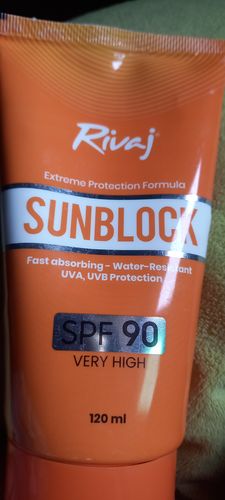 Rivaj
Extreme Protection Formula
SUNBLOCK
Fast absorbing - Water-Resistant
UVA, UVB Protection
SPF 90
VERY HIGH
120 ml